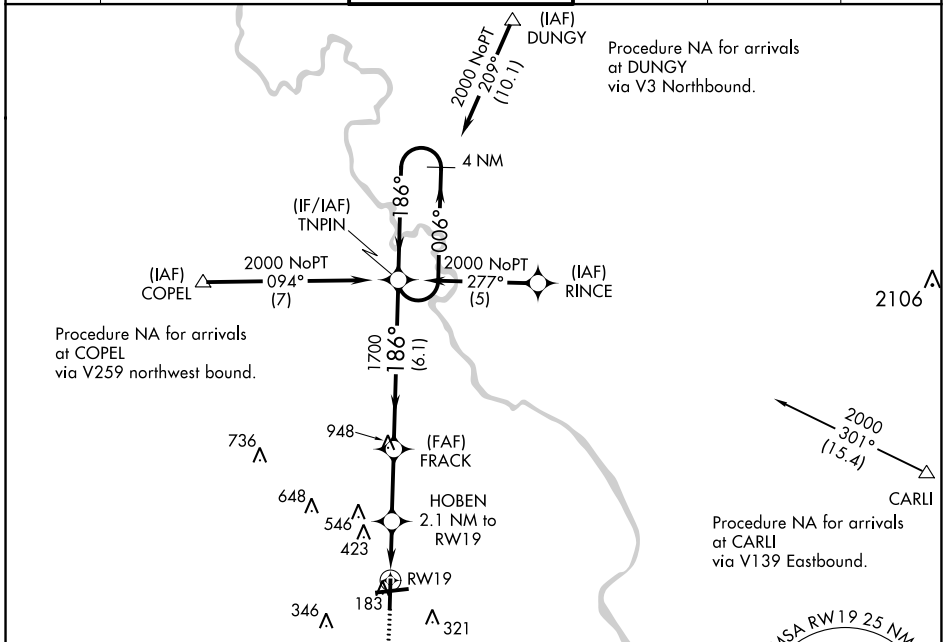 (IAF)
DUNGY
2000 NoPT
209°
(10.1)
Procedure NA for arrivals
at DUNGY
via V3 Northbound.
4 NM
186°
006°
(IF/IAF)
TNPIN
(IAF)
COPEL
2000 NoPT
094°
(7)
2000 NoPT
277°
(5)
(IAF)
RINCE
2106
Procedure NA for arrivals
at COPEL
via V259 northwest bound.
1700
186°
(6.1)
948
(FAF)
FRACK
736
648
546
423
HOBEN
2.1 NM to
RW19
2000
301°
(15.4)
CARLI
Procedure NA for arrivals
at CARLI
via V139 Eastbound.
RW19
183
346
321
MSA RW19 25 NM